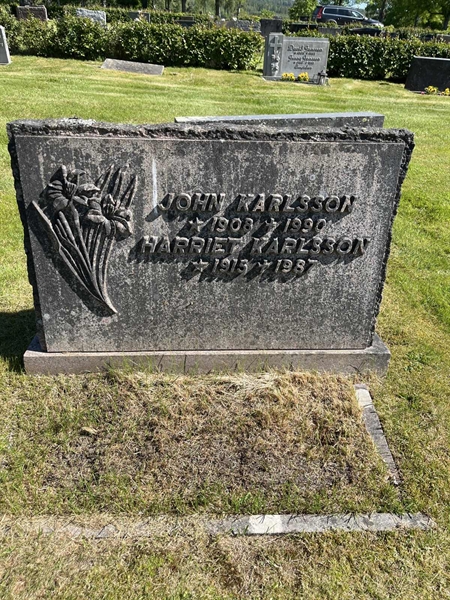 JOHN KARLSSON
* 1908 † 1990
HARRIET KARLSSON
* 1915 † 1987